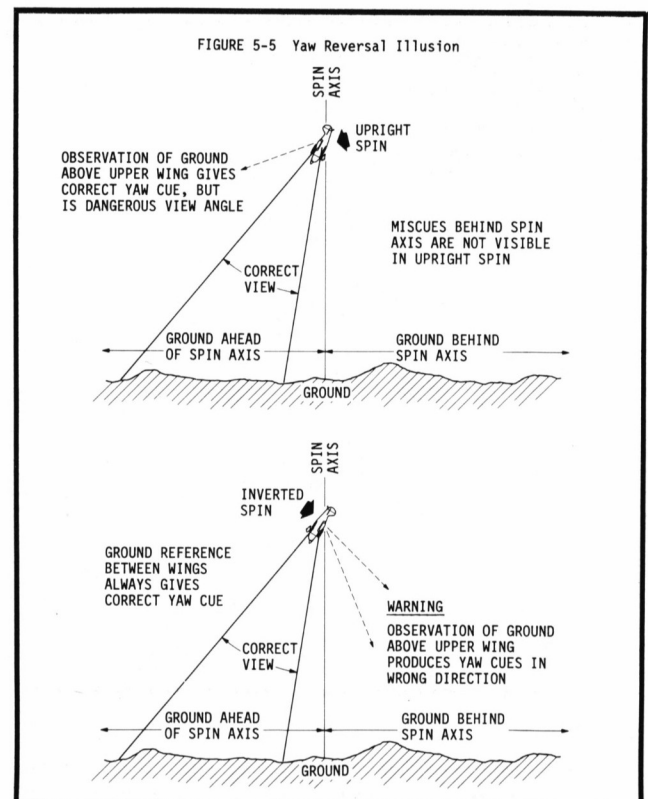 FIGURE 5-5 Yaw Reversal Illusion
SPIN
AXIS
UPRIGHT
SPIN
OBSERVATION OF GROUND
ABOVE UPPER WING GIVES
CORRECT YAW CUE, BUT
IS DANGEROUS VIEW ANGLE
MISCUES BEHIND SPIN
AXIS ARE NOT VISIBLE
IN UPRIGHT SPIN
CORRECT
VIEW
GROUND AHEAD
OF SPIN AXIS
GROUND BEHIND
SPIN AXIS
GROUND
SPIN
AXIS
INVERTED
SPIN
GROUND REFERENCE
BETWEEN WINGS
ALWAYS GIVES
CORRECT YAW CUE
WARNING
OBSERVATION OF GROUND
ABOVE UPPER WING
PRODUCES YAW CUES IN
WRONG DIRECTION
CORRECT
VIEW
GROUND AHEAD
OF SPIN AXIS
GROUND BEHIND
SPIN AXIS
GROUND